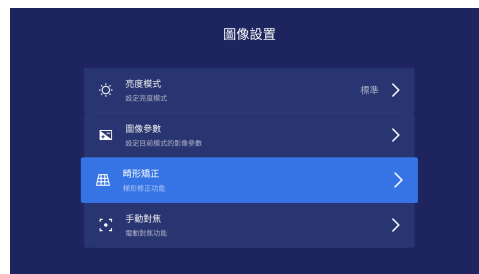 圖像設置
亮度模式
設定亮度模式
標準
圖像參數
設定目前模式的影像參數
畤形矯正
梯形修正功能
手動對焦
電動對焦功能